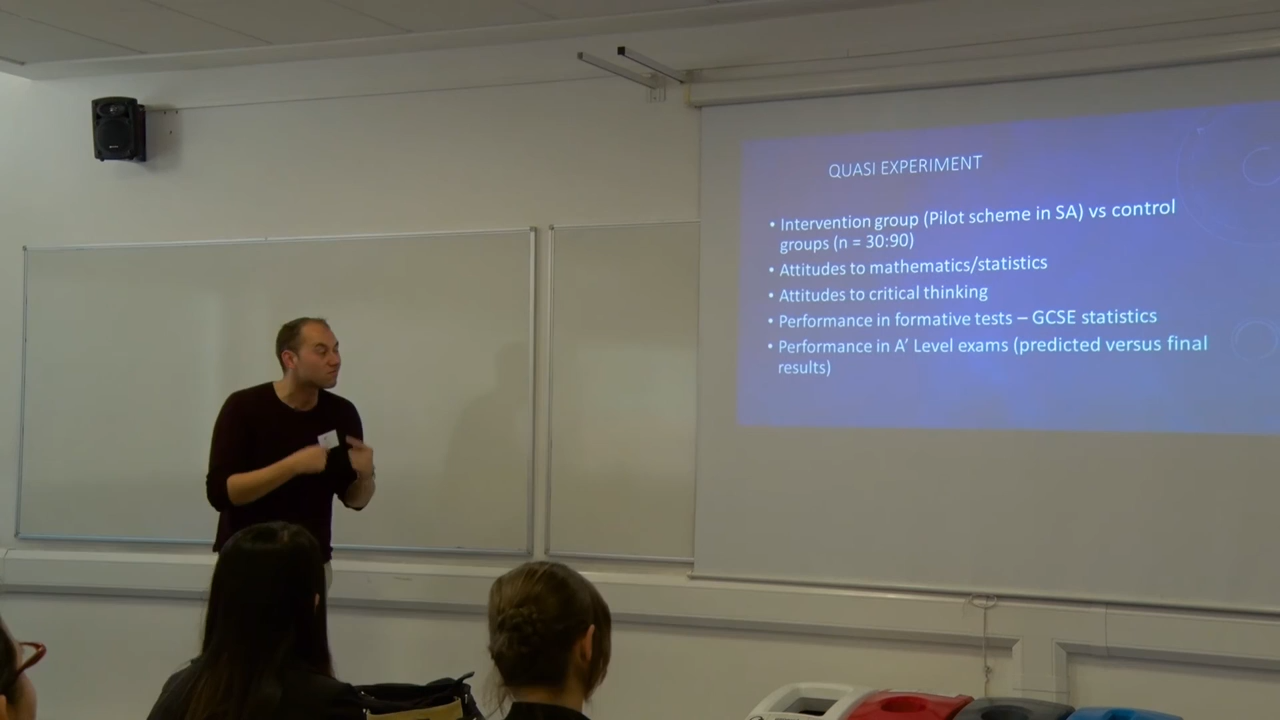 QUASI EXPERIMENT
• Intervention group (Pilot scheme in SA) vs control
groups (n = 30:90)
• Attitudes to mathematics/statistics
• Attitudes to critical thinking
• Performance in formative tests – GCSE statistics
• Performance in A’ Level exams (predicted versus final
results)